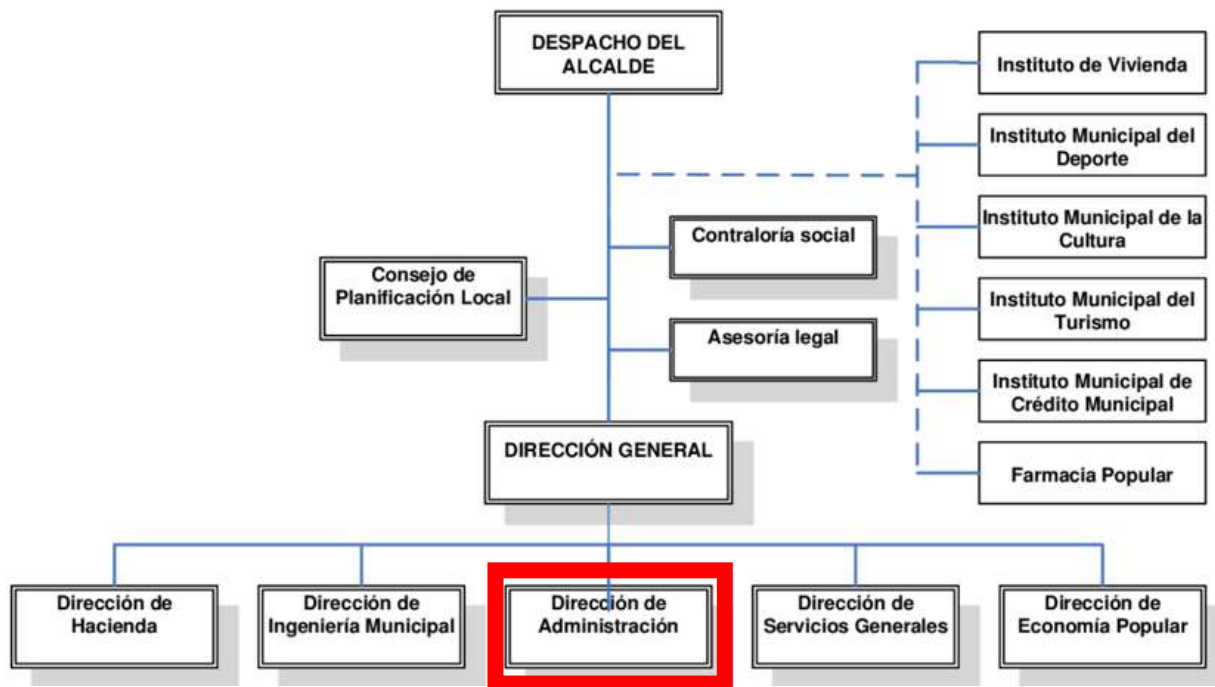 DESPACHO DEL
ALCALDE
Instituto de Vivienda
Instituto Municipal del
Deporte
Instituto Municipal de la
Cultura
Instituto Municipal del
Turismo
Instituto Municipal de
Crédito Municipal
Farmacia Popular
Contraloría social
Consejo de
Planificación Local
Asesoría legal
DIRECCIÓN GENERAL
Dirección de
Hacienda
Dirección de
Ingeniería Municipal
Dirección de
Administración
Dirección de
Servicios Generales
Dirección de
Economía Popular